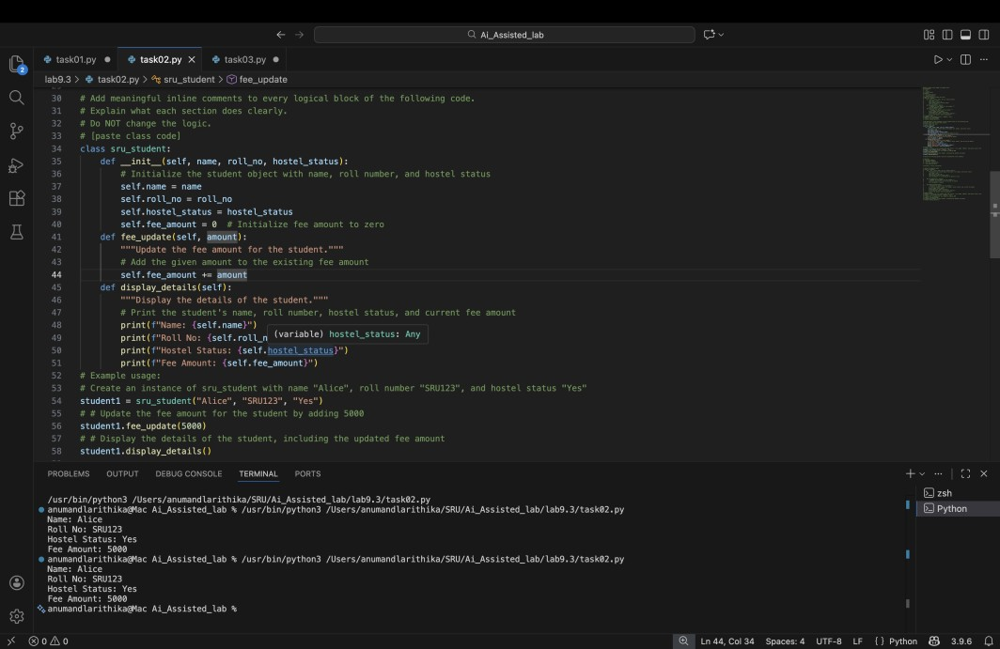 Ai_Assisted_lab
task01.py
task02.py
task03.py
2
lab9.3 > task02.py > sru_student > fee_update
30 # Add meaningful inline comments to every logical block of the following code.
31 # Explain what each section does clearly.
32 # Do NOT change the logic.
33 # [paste class code]
34 class sru_student:
35 def __init__(self, name, roll_no, hostel_status):
36 # Initialize the student object with name, roll number, and hostel status
37 self.name = name
38 self.roll_no = roll_no
39 self.hostel_status = hostel_status
40 self.fee_amount = 0 # Initialize fee amount to zero
41 def fee_update(self, amount):
42 """Update the fee amount for the student."""
43 # Add the given amount to the existing fee amount
44 self.fee_amount += amount
45 def display_details(self):
46 """Display the details of the student."""
47 # Print the student's name, roll number, hostel status, and current fee amount
48 print(f"Name: {self.name}")
49 print(f"Roll No: {self.roll_n
(variable) hostel_status: Any
50 print(f"Hostel Status: {self.hostel_status}")
51 print(f"Fee Amount: {self.fee_amount}")
52 # Example usage:
53 # Create an instance of sru_student with name "Alice", roll number "SRU123", and hostel status "Yes"
54 student1 = sru_student("Alice", "SRU123", "Yes")
55 # # Update the fee amount for the student by adding 5000
56 student1.fee_update(5000)
57 # # Display the details of the student, including the updated fee amount
58 student1.display_details()
PROBLEMS OUTPUT DEBUG CONSOLE TERMINAL PORTS
/usr/bin/python3 /Users/anumandlarithika/SRU/Ai_Assisted_lab/lab9.3/task02.py
anumandlarithika@Mac Ai_Assisted_lab % /usr/bin/python3 /Users/anumandlarithika/SRU/Ai_Assisted_lab/lab9.3/task02.py
Name: Alice
Roll No: SRU123
Hostel Status: Yes
Fee Amount: 5000
anumandlarithika@Mac Ai_Assisted_lab % /usr/bin/python3 /Users/anumandlarithika/SRU/Ai_Assisted_lab/lab9.3/task02.py
Name: Alice
Roll No: SRU123
Hostel Status: Yes
Fee Amount: 5000
anumandlarithika@Mac Ai_Assisted_lab %
zsh
Python
0 0
Ln 44, Col 34 Spaces: 4 UTF-8 LF {} Python 3.9.6